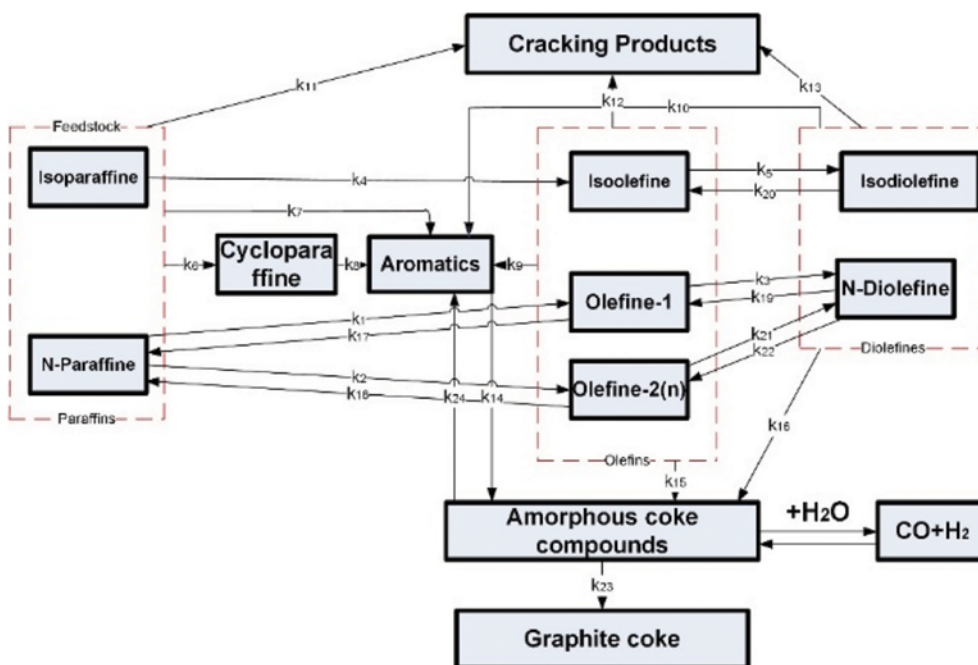 Cracking Products
k11
k13
k12
k10
Feedstock
Isoparaffine
k4
Isoolefine
k5
k20
Isodiolefine
k7
k6
Cyclopara
ffine
k8
Aromatics
k9
k1
k17
Olefine-1
k3
k19
N-Diolefine
k21
k22
Diolefines
N-Paraffine
k2
k18
k24
k14
Olefine-2(n)
Paraffins
Olefins
k15
k16
Amorphous coke
compounds
+H2O
CO+H2
k23
Graphite coke